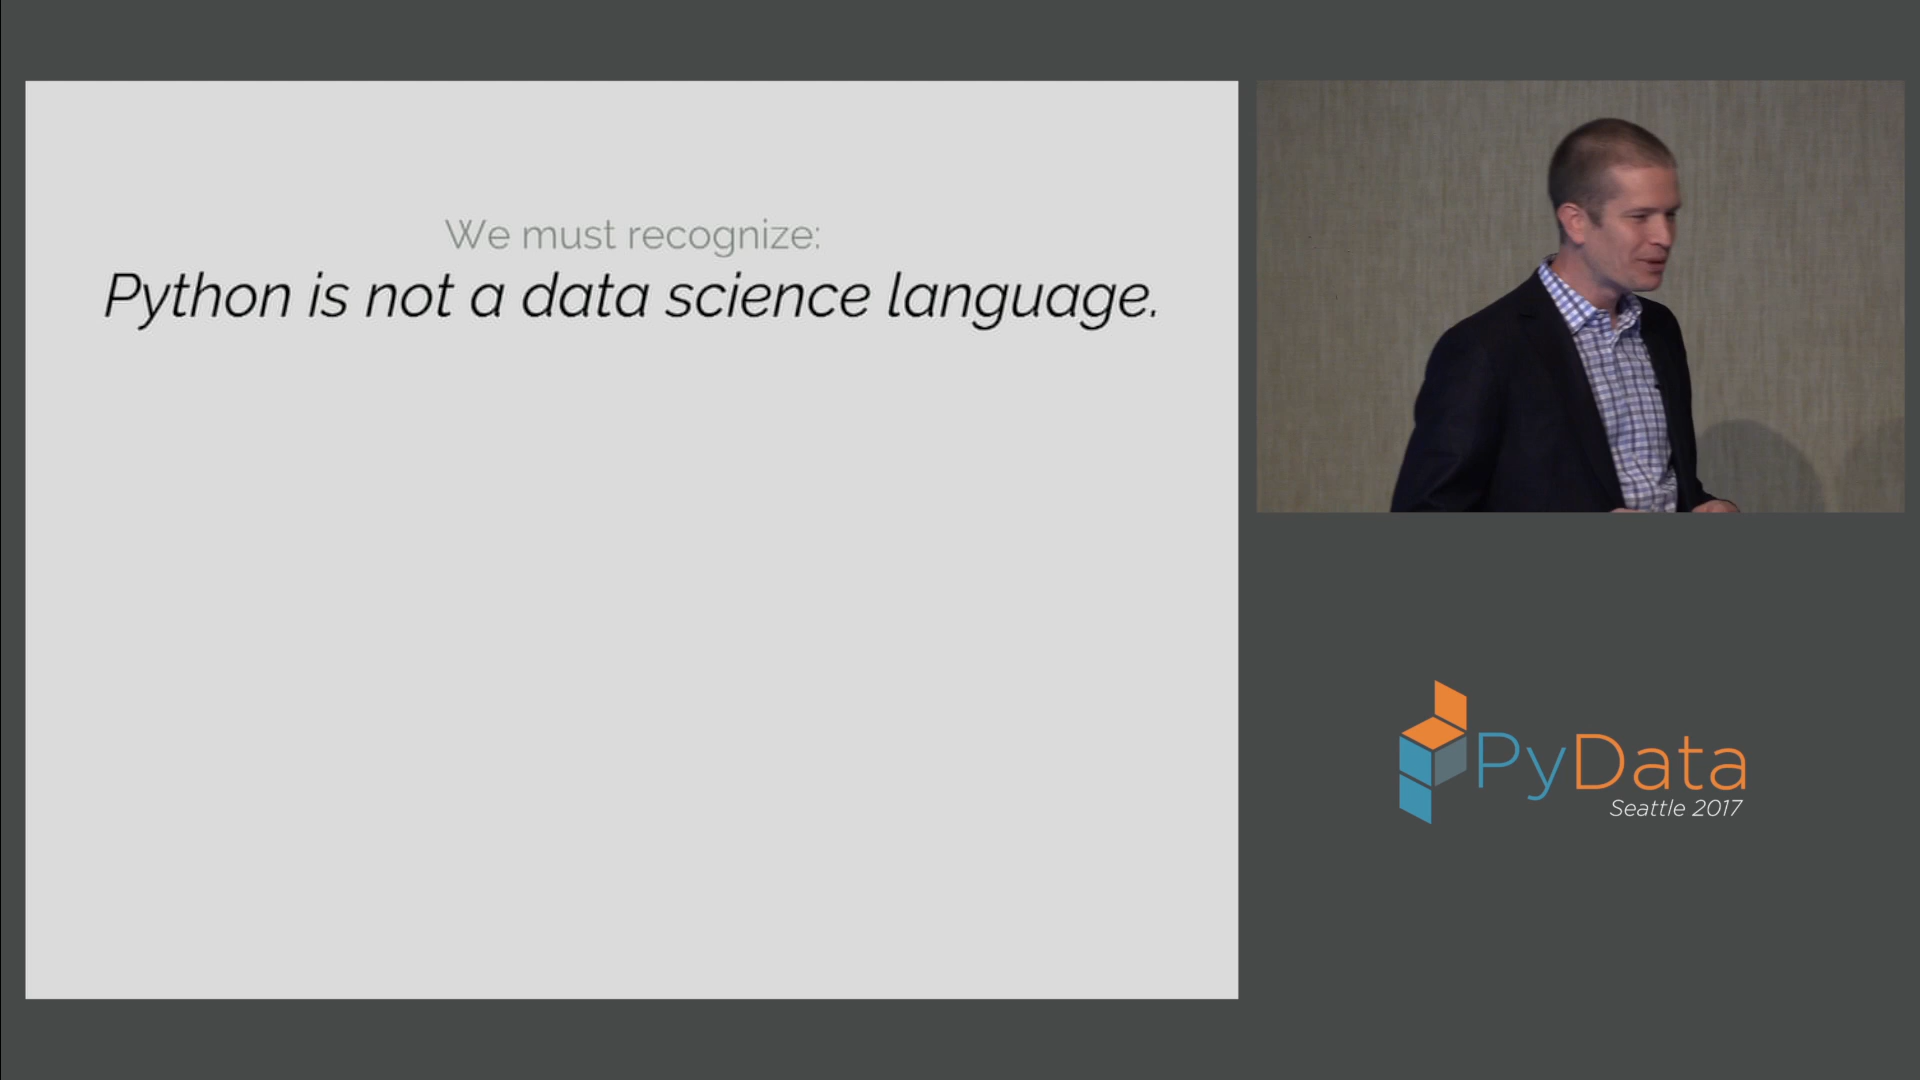 We must recognize:
Python is not a data science language.
PyData
Seattle 2017